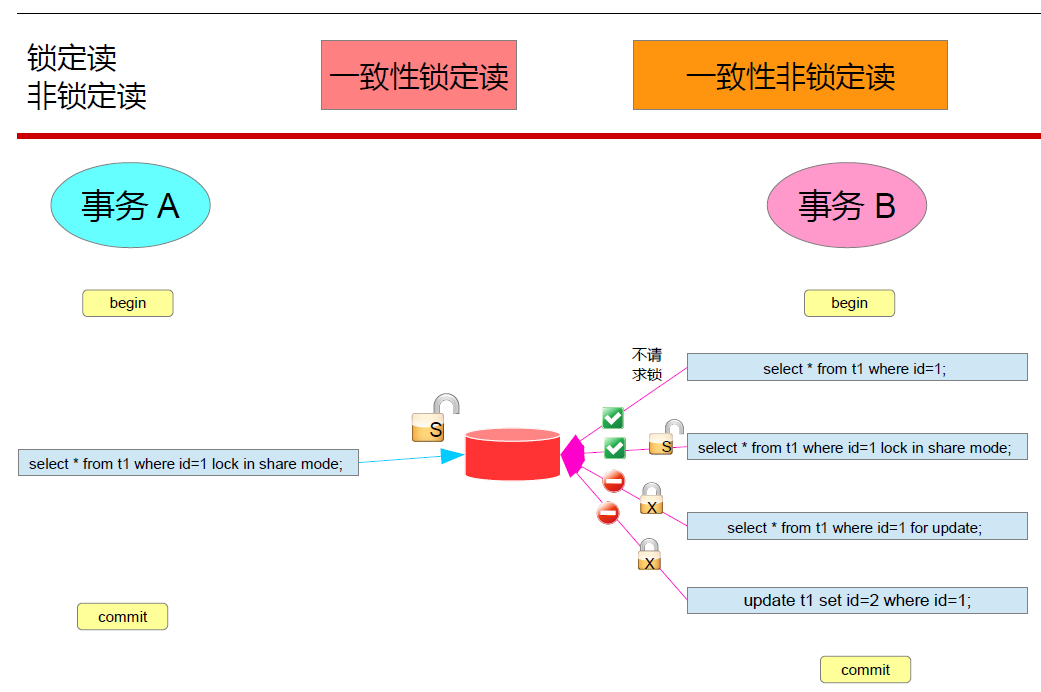 锁定读
非锁定读
一致性锁定读
一致性非锁定读
事务 A
事务 B
begin
begin
不请
求锁
select * from t1 where id=1;
S
S
select * from t1 where id=1 lock in share mode;
select * from t1 where id=1 lock in share mode;
X
select * from t1 where id=1 for update;
X
update t1 set id=2 where id=1;
commit
commit